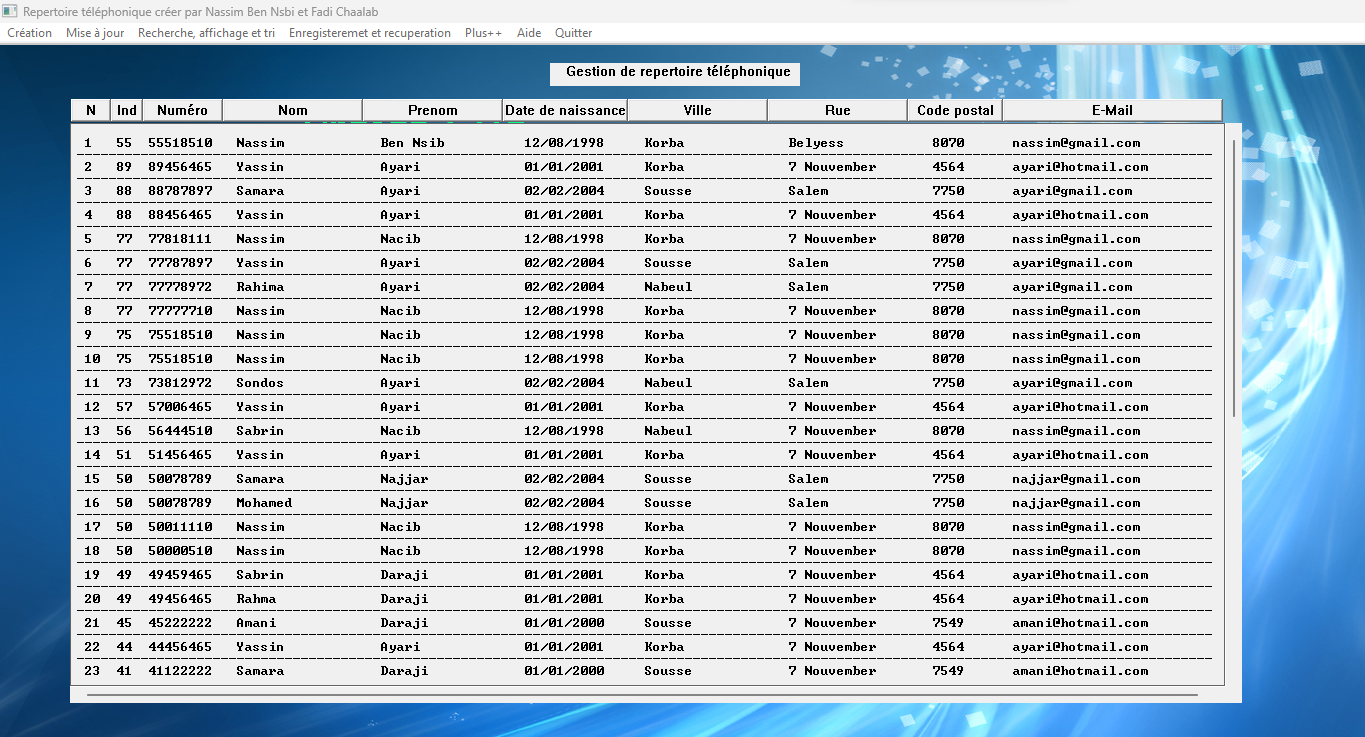 Repertoire téléphonique créer par Nassim Ben Nsbi et Fadi Chaalab
Création Mise à jour Recherche, affichage et tri Enregisteremet et recuperation Plus++ Aide Quitter
Gestion de repertoire téléphonique
N Ind Numéro Nom Prenom Date de naissance Ville Rue Code postal E-Mail
1 55 55518510 Nassim Ben Nsib 12/08/1998 Korba Belyess 8070 nassim@gmail.com
2 89 89456465 Yassin Ayari 01/01/2001 Korba 7 Nouvember 4564 ayari@hotmail.com
3 88 88787897 Samara Ayari 02/02/2004 Sousse Salem 7750 ayari@gmail.com
4 88 88456465 Yassin Ayari 01/01/2001 Korba 7 Nouvember 4564 ayari@hotmail.com
5 77 77818111 Nassim Nacib 12/08/1998 Korba 7 Nouvember 8070 nassim@gmail.com
6 77 77787897 Yassin Ayari 02/02/2004 Sousse Salem 7750 ayari@gmail.com
7 77 77778972 Rahima Ayari 02/02/2004 Nabeul Salem 7750 ayari@gmail.com
8 77 77777710 Nassim Nacib 12/08/1998 Korba 7 Nouvember 8070 nassim@gmail.com
9 75 75518510 Nassim Nacib 12/08/1998 Korba 7 Nouvember 8070 nassim@gmail.com
10 75 75518510 Nassim Nacib 12/08/1998 Korba 7 Nouvember 8070 nassim@gmail.com
11 73 73812972 Sondos Ayari 02/02/2004 Nabeul Salem 7750 ayari@gmail.com
12 57 57006465 Yassin Ayari 01/01/2001 Korba 7 Nouvember 4564 ayari@hotmail.com
13 56 56444510 Sabrin Nacib 12/08/1998 Nabeul 7 Nouvember 8070 nassim@gmail.com
14 51 51456465 Yassin Ayari 01/01/2001 Korba 7 Nouvember 4564 ayari@hotmail.com
15 50 50078789 Samara Najjar 02/02/2004 Sousse Salem 7750 najjar@gmail.com
16 50 50078789 Mohamed Najjar 02/02/2004 Sousse Salem 7750 najjar@gmail.com
17 50 50011110 Nassim Nacib 12/08/1998 Korba 7 Nouvember 8070 nassim@gmail.com
18 50 50000510 Nassim Nacib 12/08/1998 Korba 7 Nouvember 8070 nassim@gmail.com
19 49 49459465 Sabrin Daraji 01/01/2001 Korba 7 Nouvember 4564 ayari@hotmail.com
20 49 49456465 Rahma Daraji 01/01/2001 Korba 7 Nouvember 4564 ayari@hotmail.com
21 45 45222222 Amani Daraji 01/01/2000 Sousse 7 Nouvember 7549 amani@hotmail.com
22 44 44456465 Yassin Ayari 01/01/2001 Korba 7 Nouvember 4564 ayari@hotmail.com
23 41 41122222 Samara Daraji 01/01/2000 Sousse 7 Nouvember 7549 amani@hotmail.com